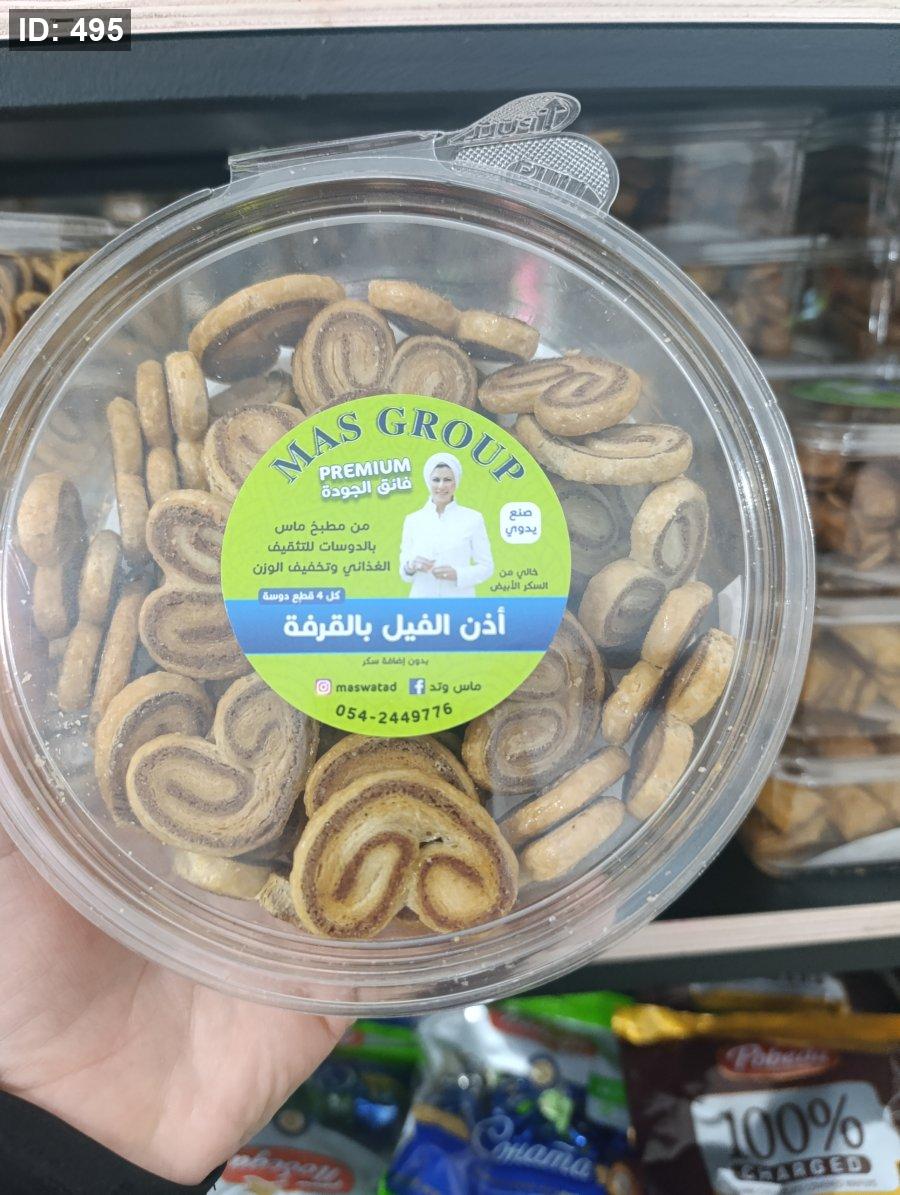 ID: 495
MAS GROUP
PREMIUM
فائق الجودة
صنع
يدوي
من مطبخ ماس
بالدوسات للتثقيف
الغذائي وتخفيف الوزن
خالي من
السكر الأبيض
كل 4 قطع دوسة
أذن الفيل بالقرفة
بدون إضافة سكر
maswatad ماس وتد
054-2449776
Pobeda
100%
CHARGED